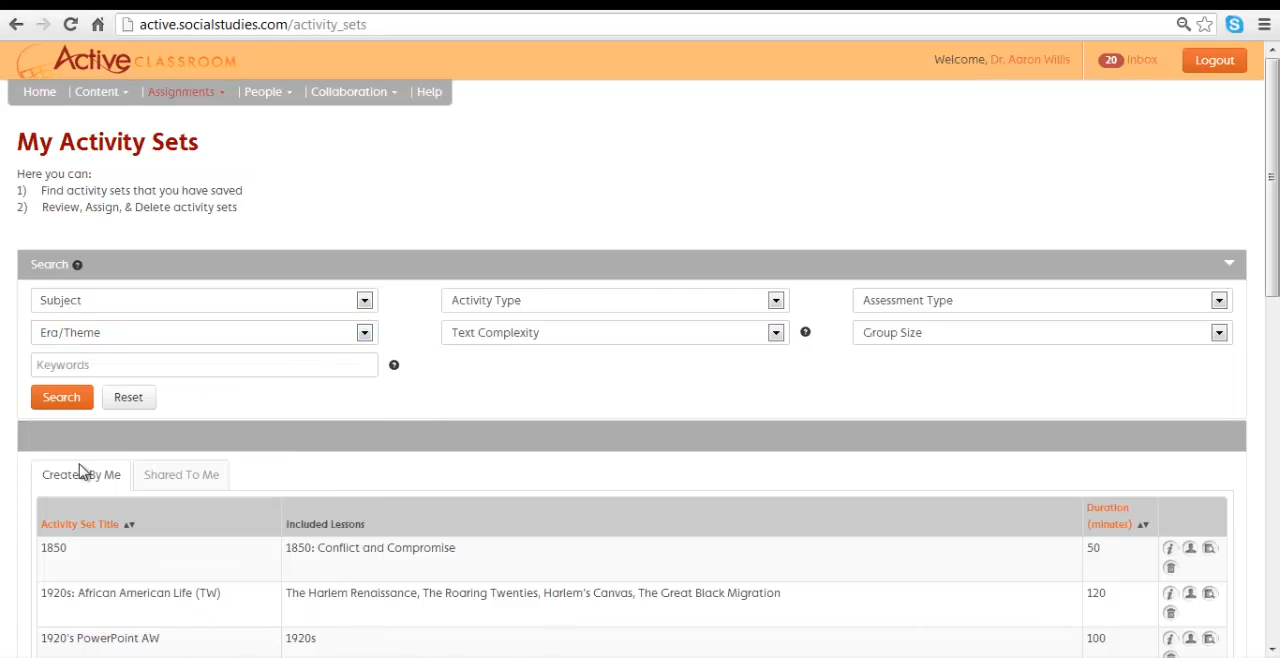 active.socialstudies.com/activity_sets
Active CLASSROOM
Welcome, Dr. Aaron Willis 20 Inbox Logout
Home | Content | Assignments | People | Collaboration | Help
My Activity Sets
Here you can:
1) Find activity sets that you have saved
2) Review, Assign, & Delete activity sets
Search
Subject Activity Type Assessment Type
Era/Theme Text Complexity Group Size
Keywords
Search Reset
Created By Me Shared To Me
Activity Set Title Included Lessons Duration
(minutes)
1850 1850: Conflict and Compromise 50
1920s: African American Life (TW) The Harlem Renaissance, The Roaring Twenties, Harlem's Canvas, The Great Black Migration 120
1920's PowerPoint AW 1920s 100